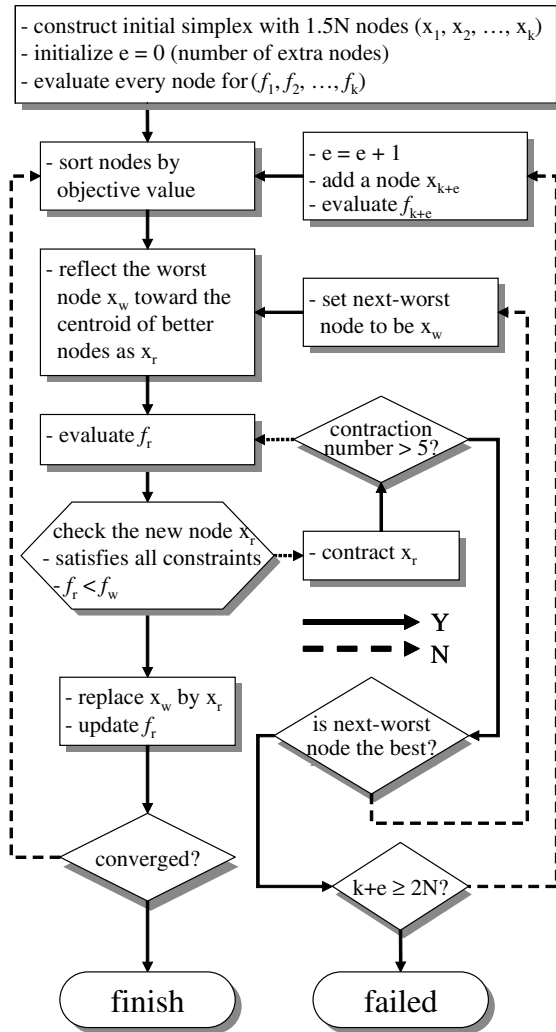 - construct initial simplex with 1.5N nodes (x₁, x₂, …, xₖ)
- initialize e = 0 (number of extra nodes)
- evaluate every node for (f₁, f₂, …, fₖ)
- sort nodes by
objective value
- e = e + 1
- add a node xₖ₊ₑ
- evaluate fₖ₊ₑ
- reflect the worst
node x_w toward the
centroid of better
nodes as xᵣ
- set next-worst
node to be x_w
- evaluate fᵣ
contraction
number > 5?
check the new node xᵣ
- satisfies all constraints
- fᵣ < f_w
- contract xᵣ
Y
N
- replace x_w by xᵣ
- update fᵣ
is next-worst
node the best?
converged?
k+e ≥ 2N?
finish
failed